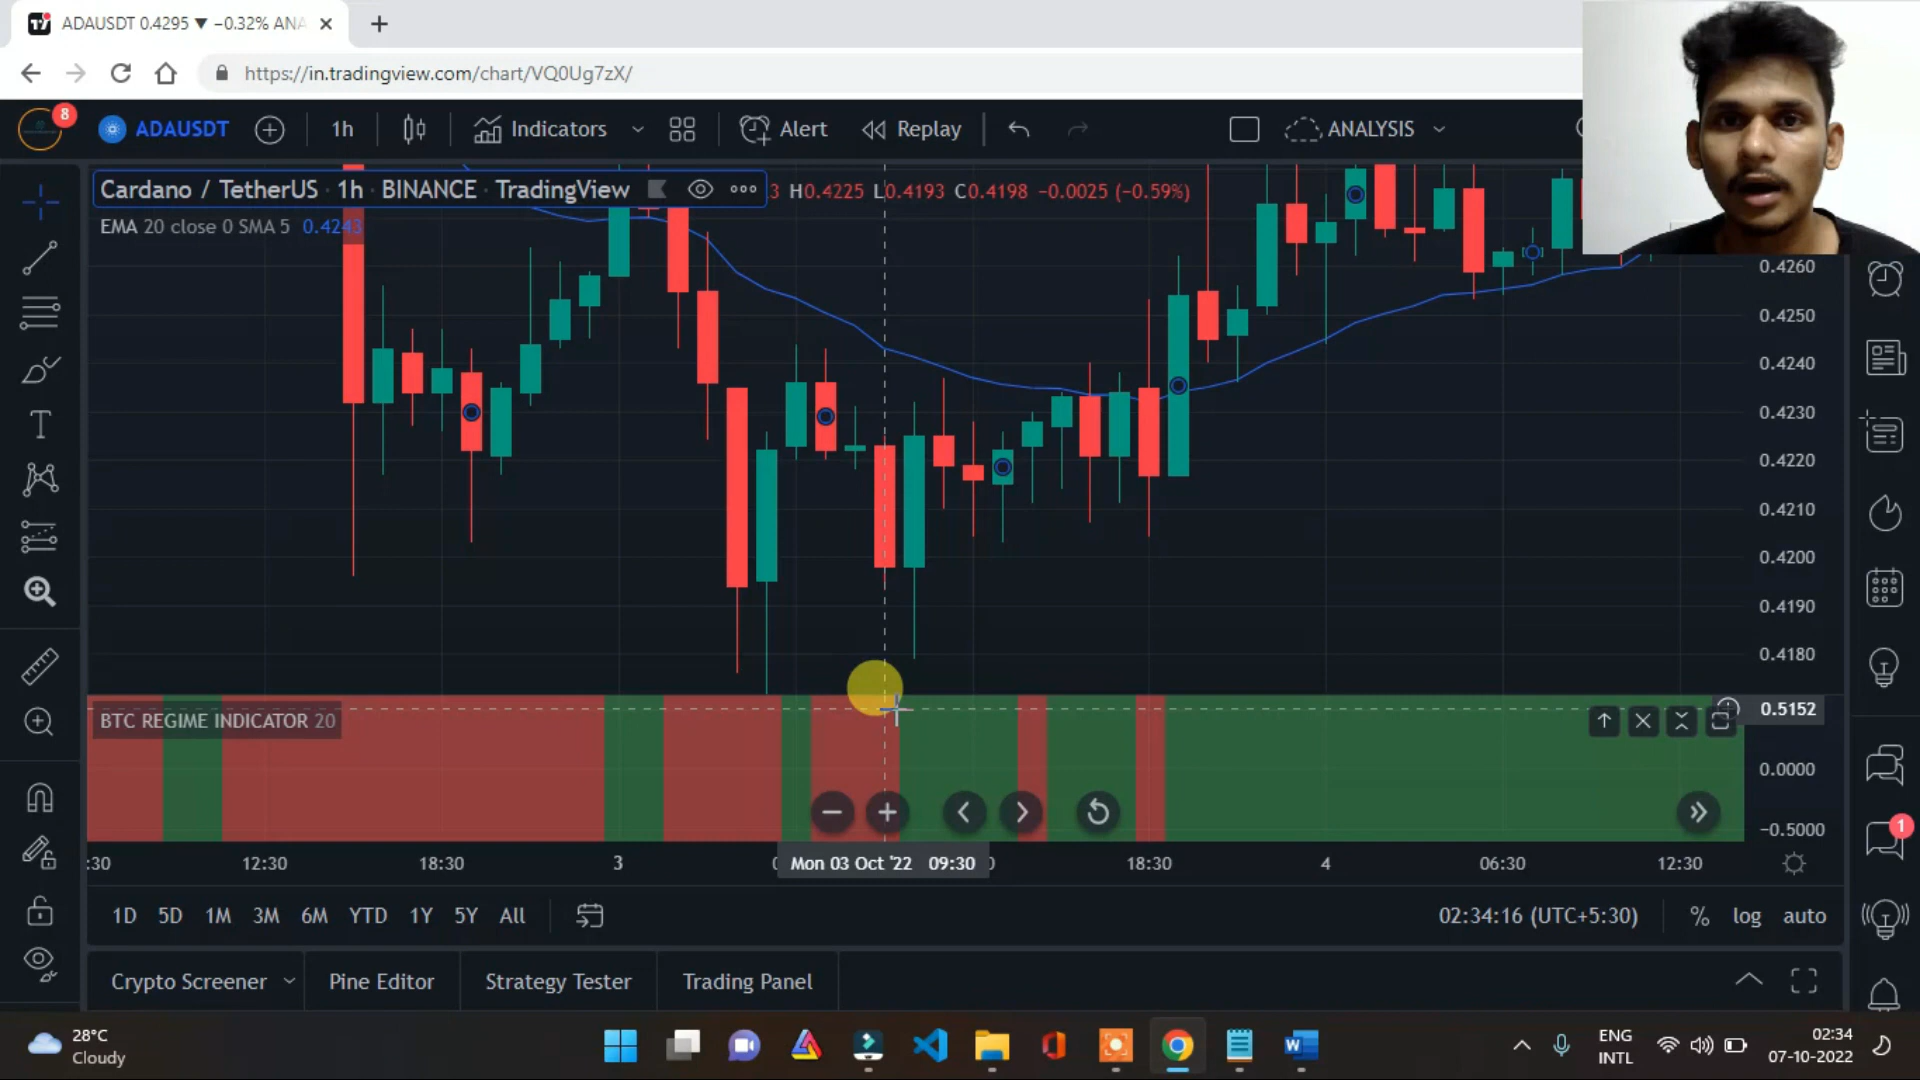 ADAUSDT 0.4295 ▼ −0.32% ANA
https://in.tradingview.com/chart/VQ0Ug7zX/
8
ADAUSDT
1h
Indicators
Alert
Replay
ANALYSIS
Cardano / TetherUS · 1h · BINANCE · TradingView
3 H0.4225 L0.4193 C0.4198 −0.0025 (−0.59%)
EMA 20 close 0 SMA 5 0.4243
0.4260
0.4250
0.4240
0.4230
0.4220
0.4210
0.4200
0.4190
0.4180
BTC REGIME INDICATOR 20
0.5152
0.0000
−0.5000
1
:30
12:30
18:30
3
Mon 03 Oct '22 09:30
18:30
4
06:30
12:30
1D 5D 1M 3M 6M YTD 1Y 5Y All
02:34:16 (UTC+5:30)
% log auto
Crypto Screener
Pine Editor
Strategy Tester
Trading Panel
28°C
Cloudy
ENG
INTL
02:34
07-10-2022